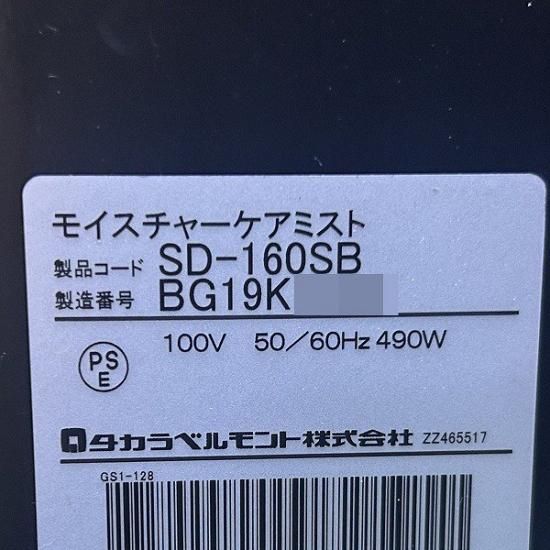 モイスチャーケアミスト
製品コード SD-160SB
製造番号 BG19K
100V 50/60Hz 490W
PS
E
タカラベルモント株式会社 ZZ465517
GS1-128